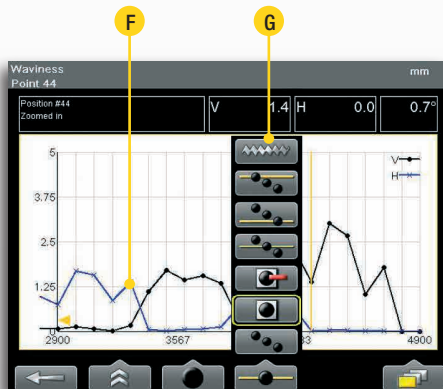 F G
Waviness mm
Point 44
Position #44 V 1.4 H 0.0 0.7°
Zoomed in
5 V
H
3.75
2.5
1.25
0
2900 3567 33 4900